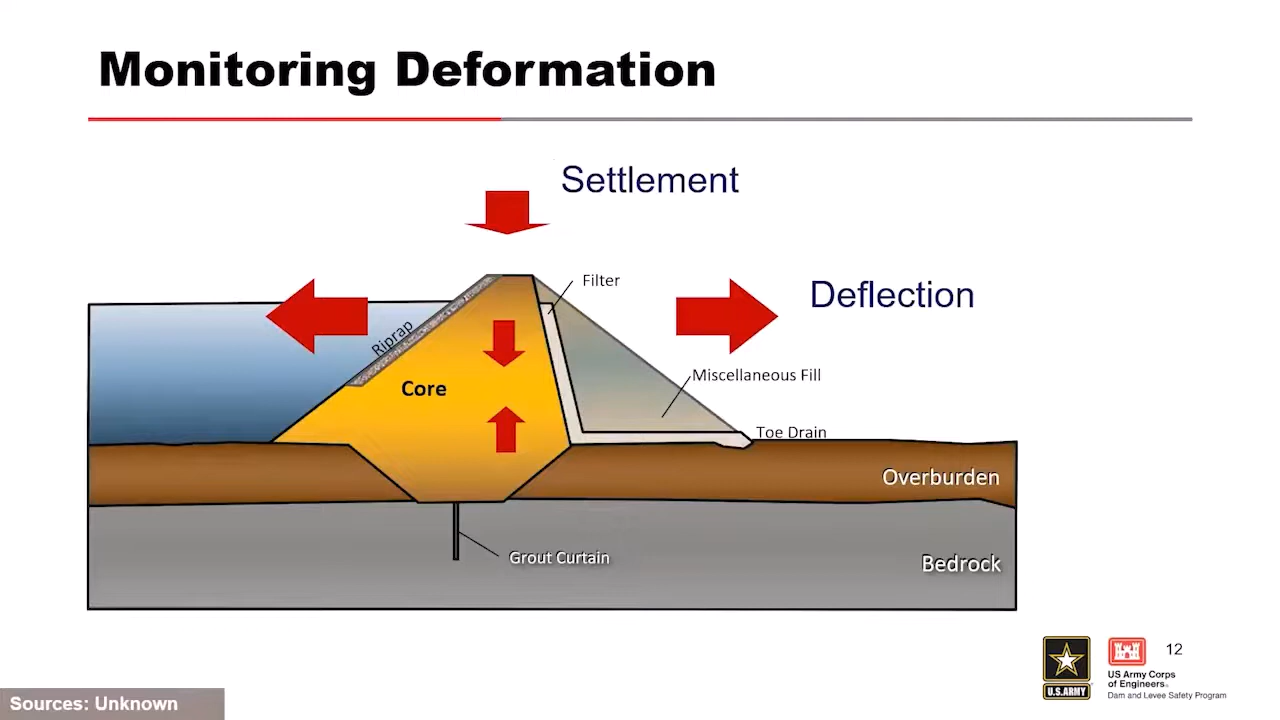 Monitoring Deformation
Settlement
Filter
Deflection
Riprap
Core
Miscellaneous Fill
Toe Drain
Overburden
Grout Curtain
Bedrock
U.S.ARMY
US Army Corps
of Engineers®
Dam and Levee Safety Program
12
Sources: Unknown